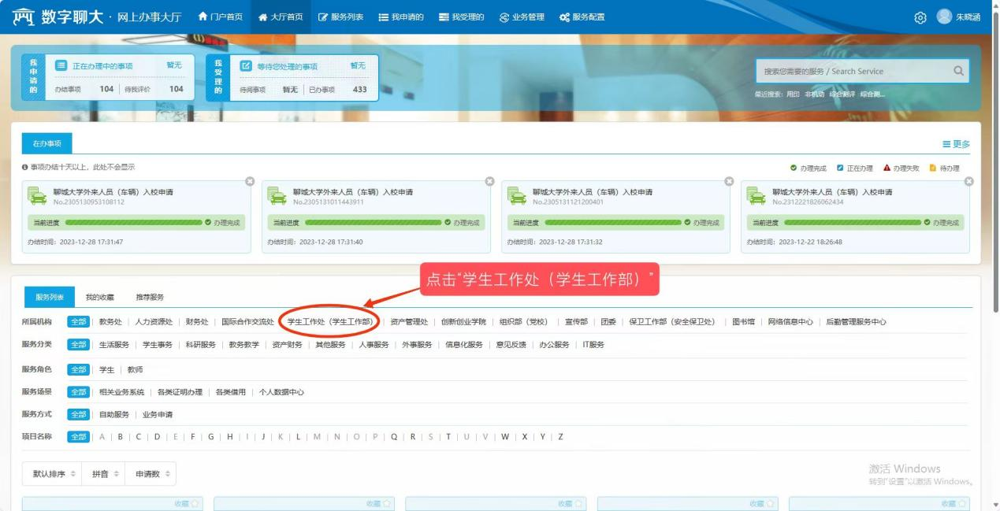 数字聊大 · 网上办事大厅 门户首页 大厅首页 服务列表 我申请的 我受理的 业务管理 服务配置 朱晓涵
我申请的 正在办理中的事项 暂无
办结事项 104 待我评价 104
我受理的 等待您处理的事项 暂无
待阅事项 暂无 已办事项 433
搜索您需要的服务 / Search Service
最近搜索: 用印 非机动 综合测评 综合测...
在办事项 更多
事项办结十天以上，此处不会显示 办理完成 正在办理 办理失败 待办理
聊城大学外来人员（车辆）入校申请
No.2305130953108112
当前进度 办理完成
办结时间: 2023-12-28 17:31:47
聊城大学外来人员（车辆）入校申请
No.2305131011443911
当前进度 办理完成
办结时间: 2023-12-28 17:31:40
聊城大学外来人员（车辆）入校申请
No.2305131121200401
当前进度 办理完成
办结时间: 2023-12-28 17:31:32
聊城大学外来人员（车辆）入校申请
No.2312221826062434
当前进度 办理完成
办结时间: 2023-12-22 18:26:48
点击“学生工作处（学生工作部）”
服务列表 我的收藏 推荐服务
所属机构 全部 教务处 人力资源处 财务处 国际合作交流处 学生工作处（学生工作部） 资产管理处 创新创业学院 组织部（党校） 宣传部 团委 保卫工作部（安全保卫处） 图书馆 网络信息中心 后勤管理服务中心
服务分类 全部 生活服务 学生事务 科研服务 教务教学 资产财务 其他服务 人事服务 外事服务 信息化服务 意见反馈 办公服务 IT服务
服务角色 全部 学生 教师
服务场景 全部 相关业务系统 各类证明办理 各类借用 个人数据中心
服务方式 全部 自助服务 业务申请
项目名称 全部 A B C D E F G H I J K L M N O P Q R S T U V W X Y Z
默认排序 拼音 申请数
激活 Windows
转到“设置”以激活 Windows。
收藏 收藏 收藏 收藏 收藏